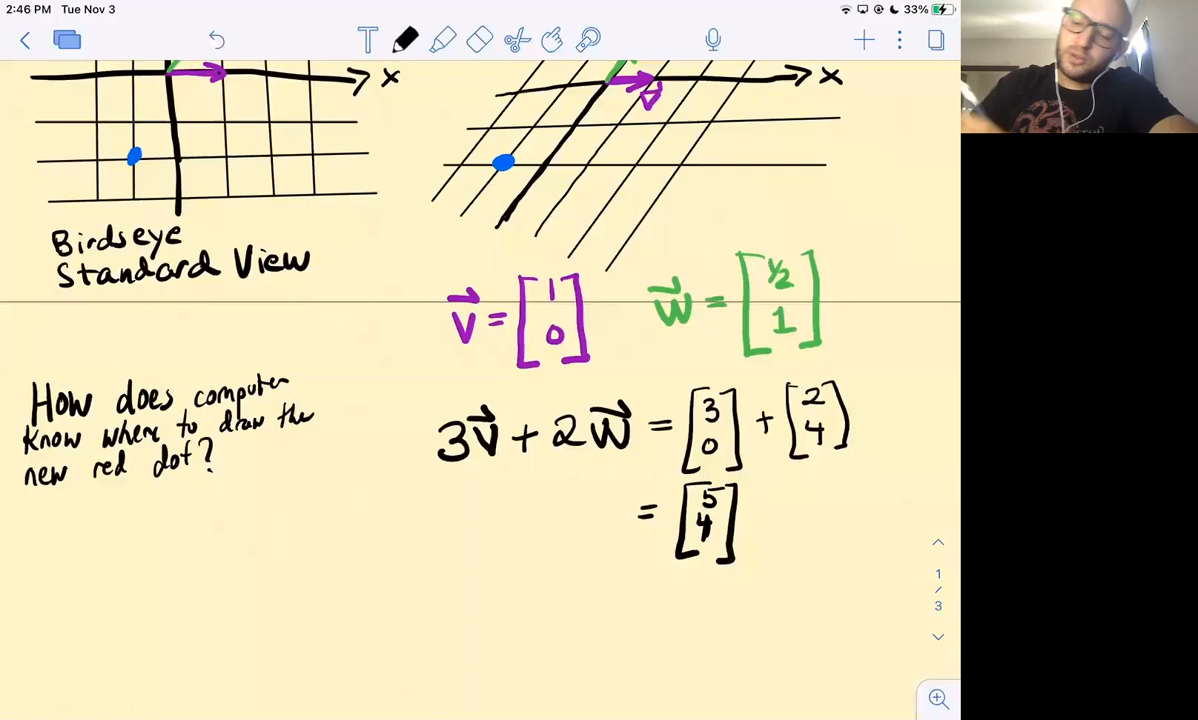 2:46 PM Tue Nov 3
33%
T
x
x
v
Birdseye
Standard View
v = [1 0]
w = [1/2 1]
How does computer
know where to draw the
new red dot?
3v + 2w = [3 0] + [2 4]
= [5 4]
1
/
3